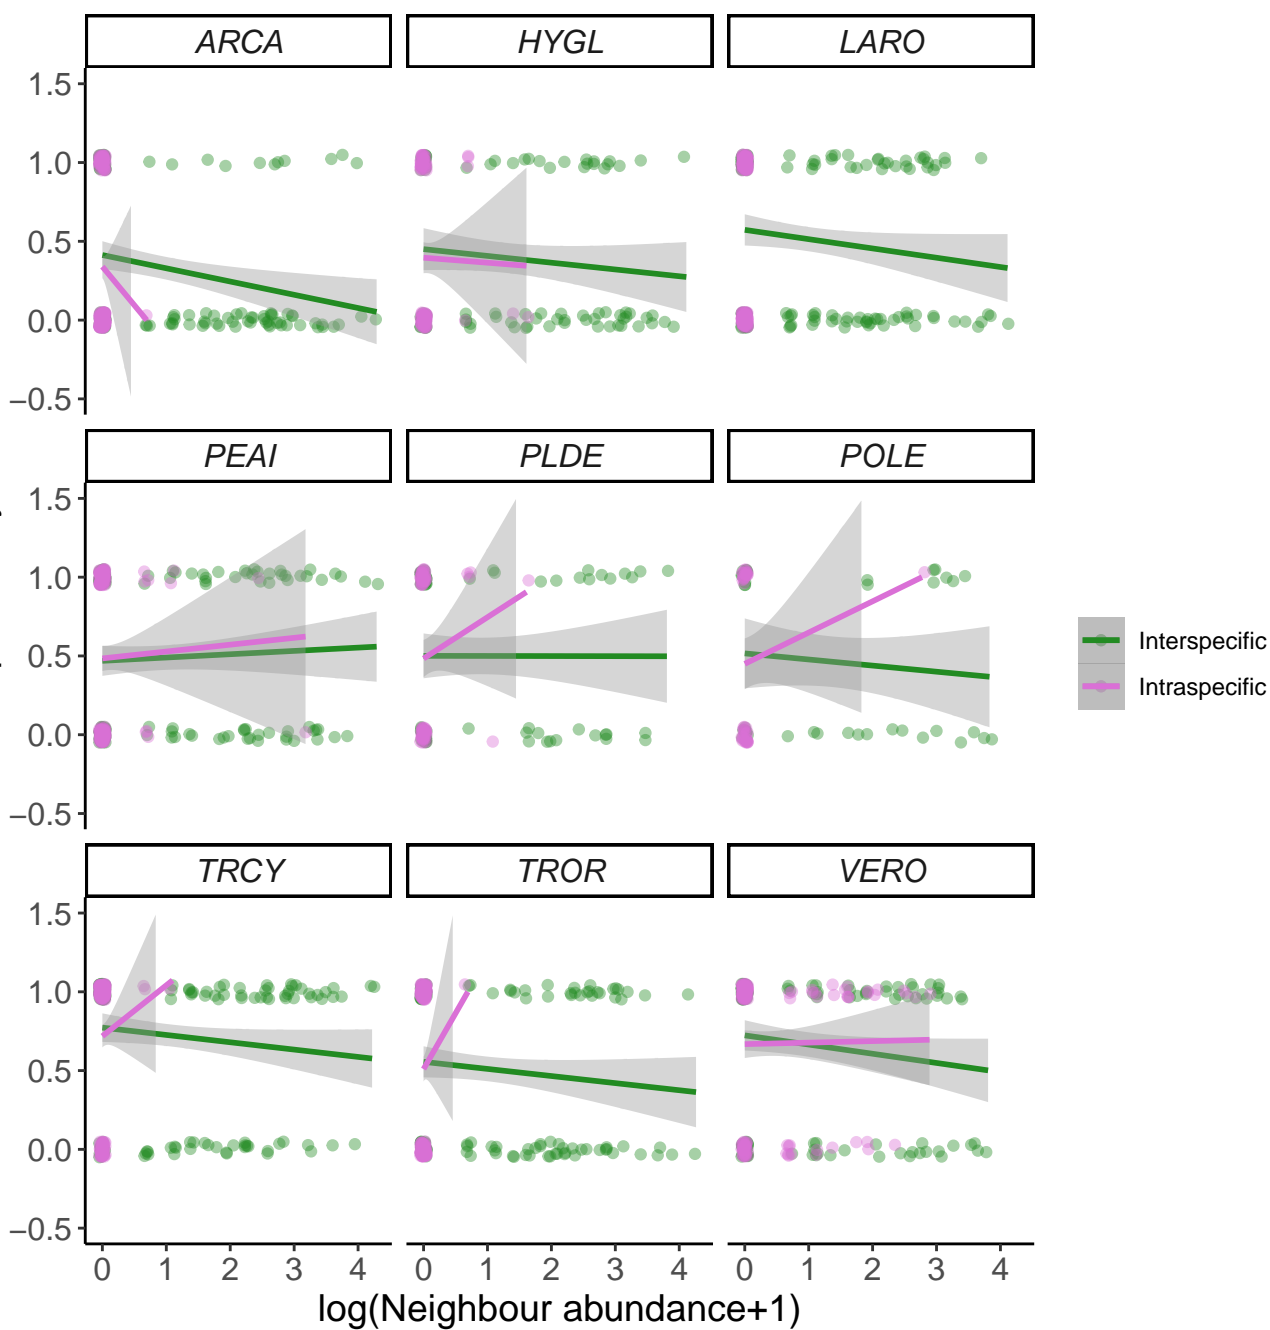 ARCA HYGL LARO
1.5
1.0
0.5
0.0
−0.5
PEAI PLDE POLE
1.5
1.0
0.5
0.0
−0.5
Interspecific
Intraspecific
TRCY TROR VERO
1.5
1.0
0.5
0.0
−0.5
0 1 2 3 4 0 1 2 3 4 0 1 2 3 4
log(Neighbour abundance+1)